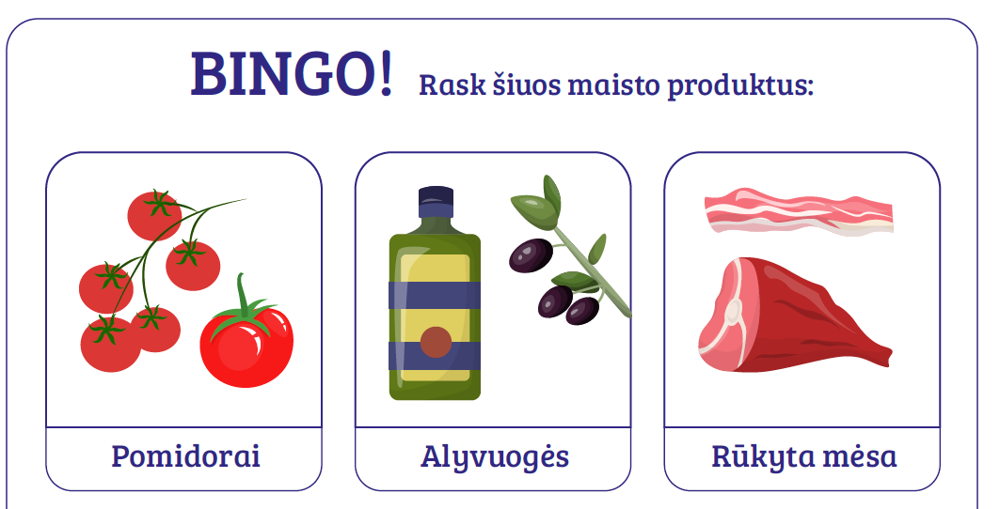 BINGO! Rask šiuos maisto produktus:
Pomidorai
Alyvuogės
Rūkyta mėsa